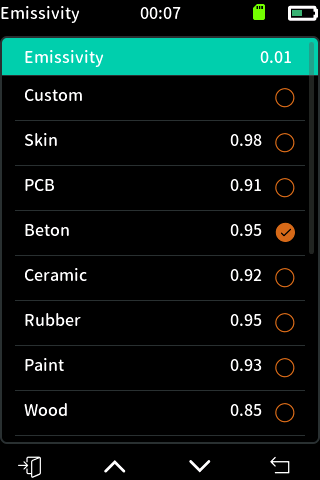 Emissivity 00:07
Emissivity 0.01
Custom
Skin 0.98
PCB 0.91
Beton 0.95
Ceramic 0.92
Rubber 0.95
Paint 0.93
Wood 0.85